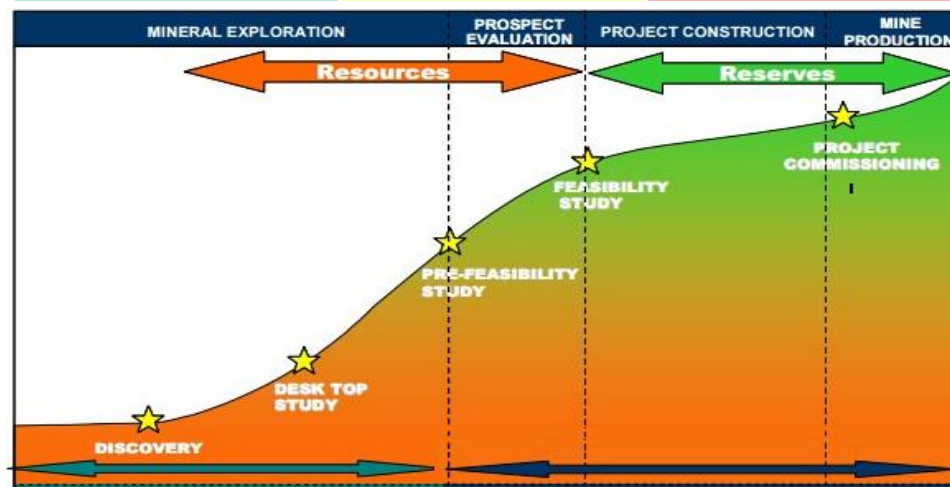 MINERAL EXPLORATION
PROSPECT
EVALUATION
PROJECT CONSTRUCTION
MINE
PRODUCTION
Resources
Reserves
PROJECT
COMMISSIONING
FEASIBILITY
STUDY
PRE-FEASIBILITY
STUDY
DESK TOP
STUDY
DISCOVERY